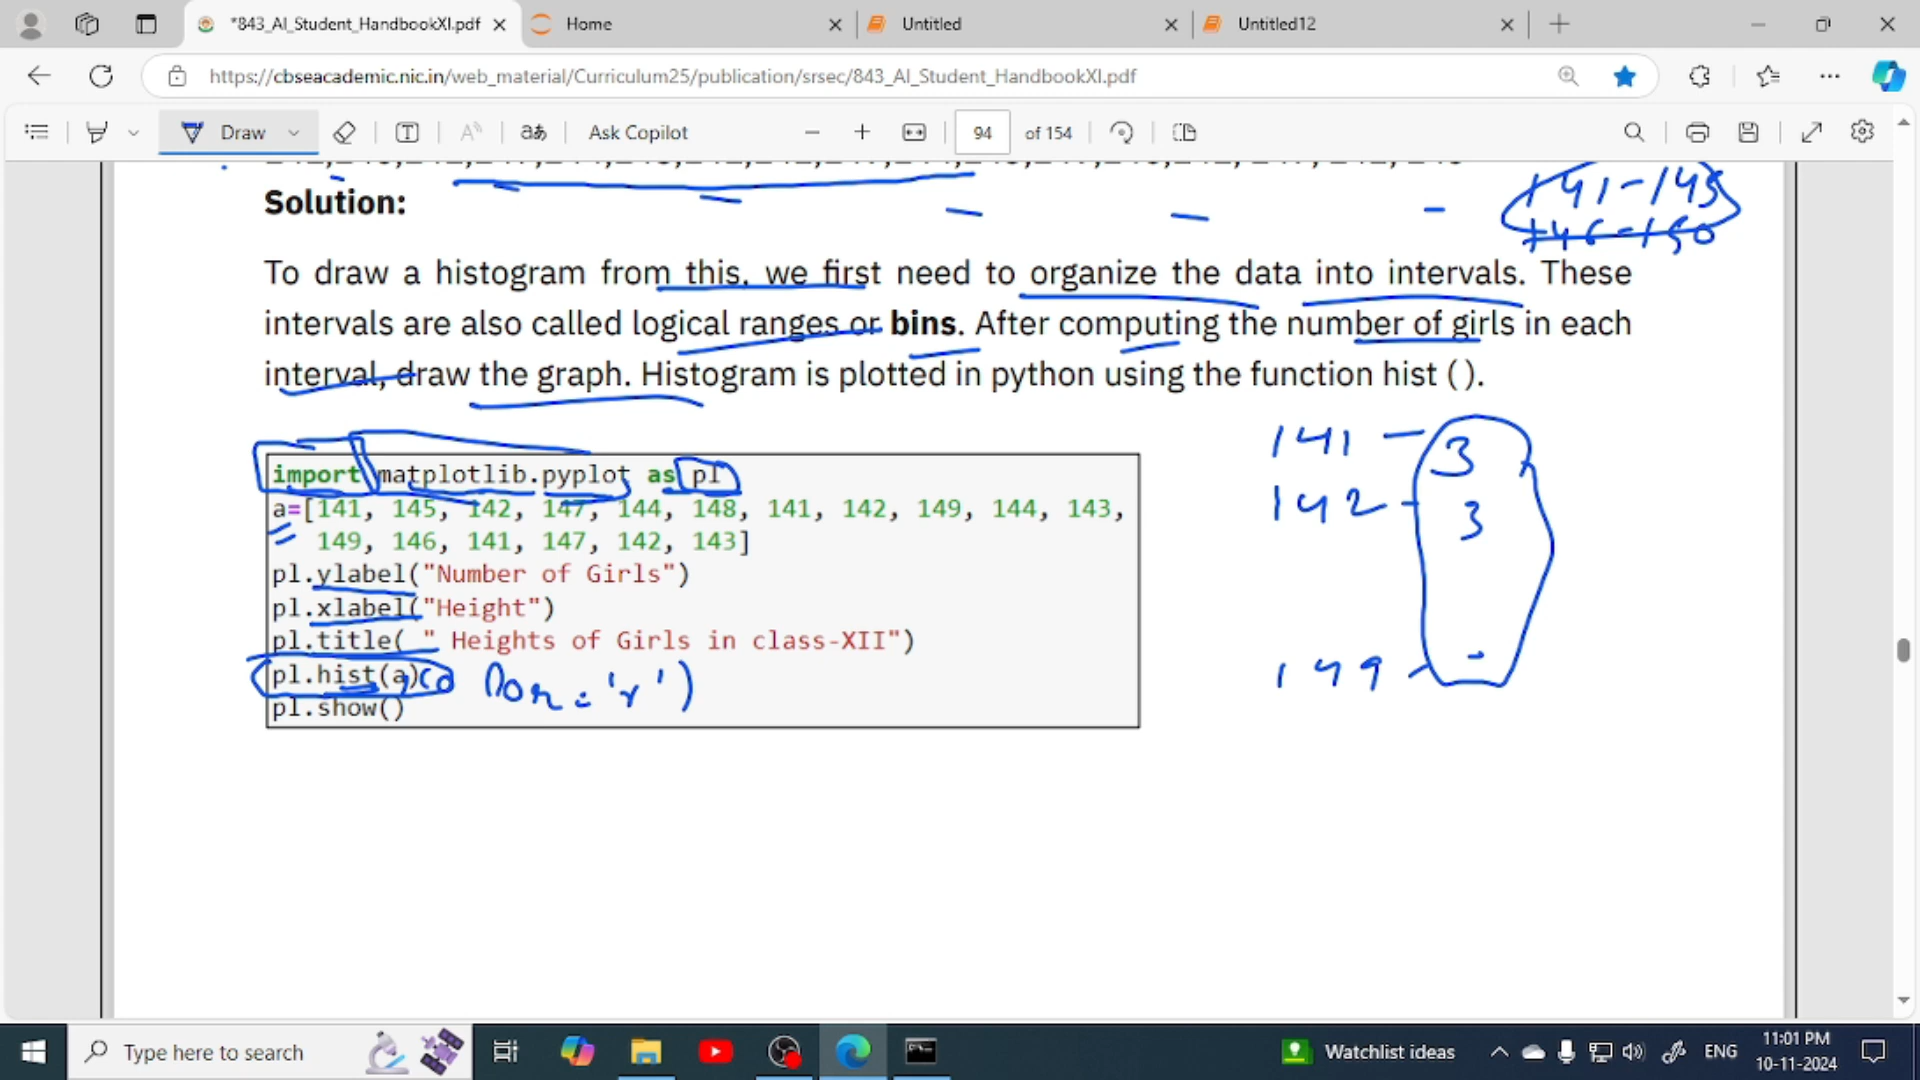 *843_AI_Student_HandbookXI.pdf
Home
Untitled
Untitled12
https://cbseacademic.nic.in/web_material/Curriculum25/publication/srsec/843_AI_Student_HandbookXI.pdf
Draw
Ask Copilot
94 of 154
Solution:
141-145
146-150
To draw a histogram from this, we first need to organize the data into intervals. These
intervals are also called logical ranges or bins. After computing the number of girls in each
interval, draw the graph. Histogram is plotted in python using the function hist ().
141 - 3
142 - 3
149 -
import matplotlib.pyplot as pl
a=[141, 145, 142, 147, 144, 148, 141, 142, 149, 144, 143,
149, 146, 141, 147, 142, 143]
pl.ylabel("Number of Girls")
pl.xlabel("Height")
pl.title( " Heights of Girls in class-XII")
pl.hist(a,color='r')
pl.show()
Type here to search
Watchlist ideas
ENG
11:01 PM
10-11-2024